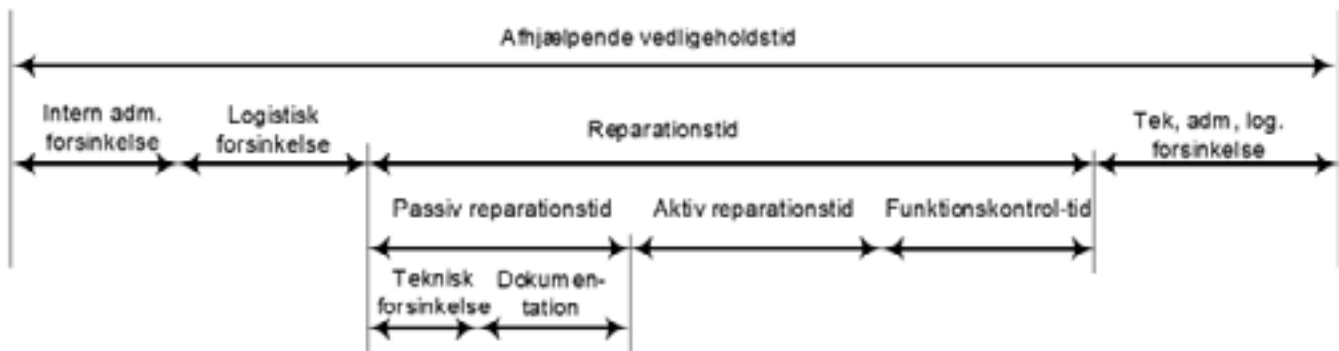 Afhjælpende vedligeholdstid
Intern adm.
forsinkelse
Logistisk
forsinkelse
Reparationstid
Tek, adm, log.
forsinkelse
Passiv reparationstid
Aktiv reparationstid
Funktionskontrol-tid
Teknisk
forsinkelse
Dokumen-
tation